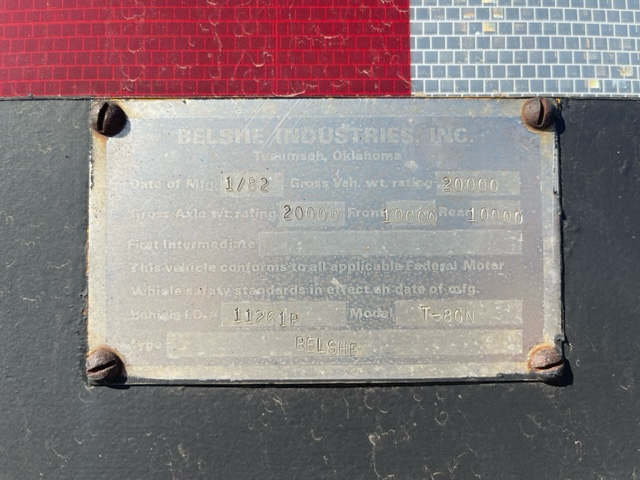 BELSHE INDUSTRIES, INC.
Tecumseh, Oklahoma
Date of Mfg. 1/82 Gross Veh. wt. rating 20000
Gross Axle wt. rating 20000 Front 10000 Rear 10000
First Intermediate
This vehicle conforms to all applicable Federal Motor
Vehicle safety standards in effect on date of mfg.
Vehicle I.D. # 11261P Model T-8GN
Type BELSHE